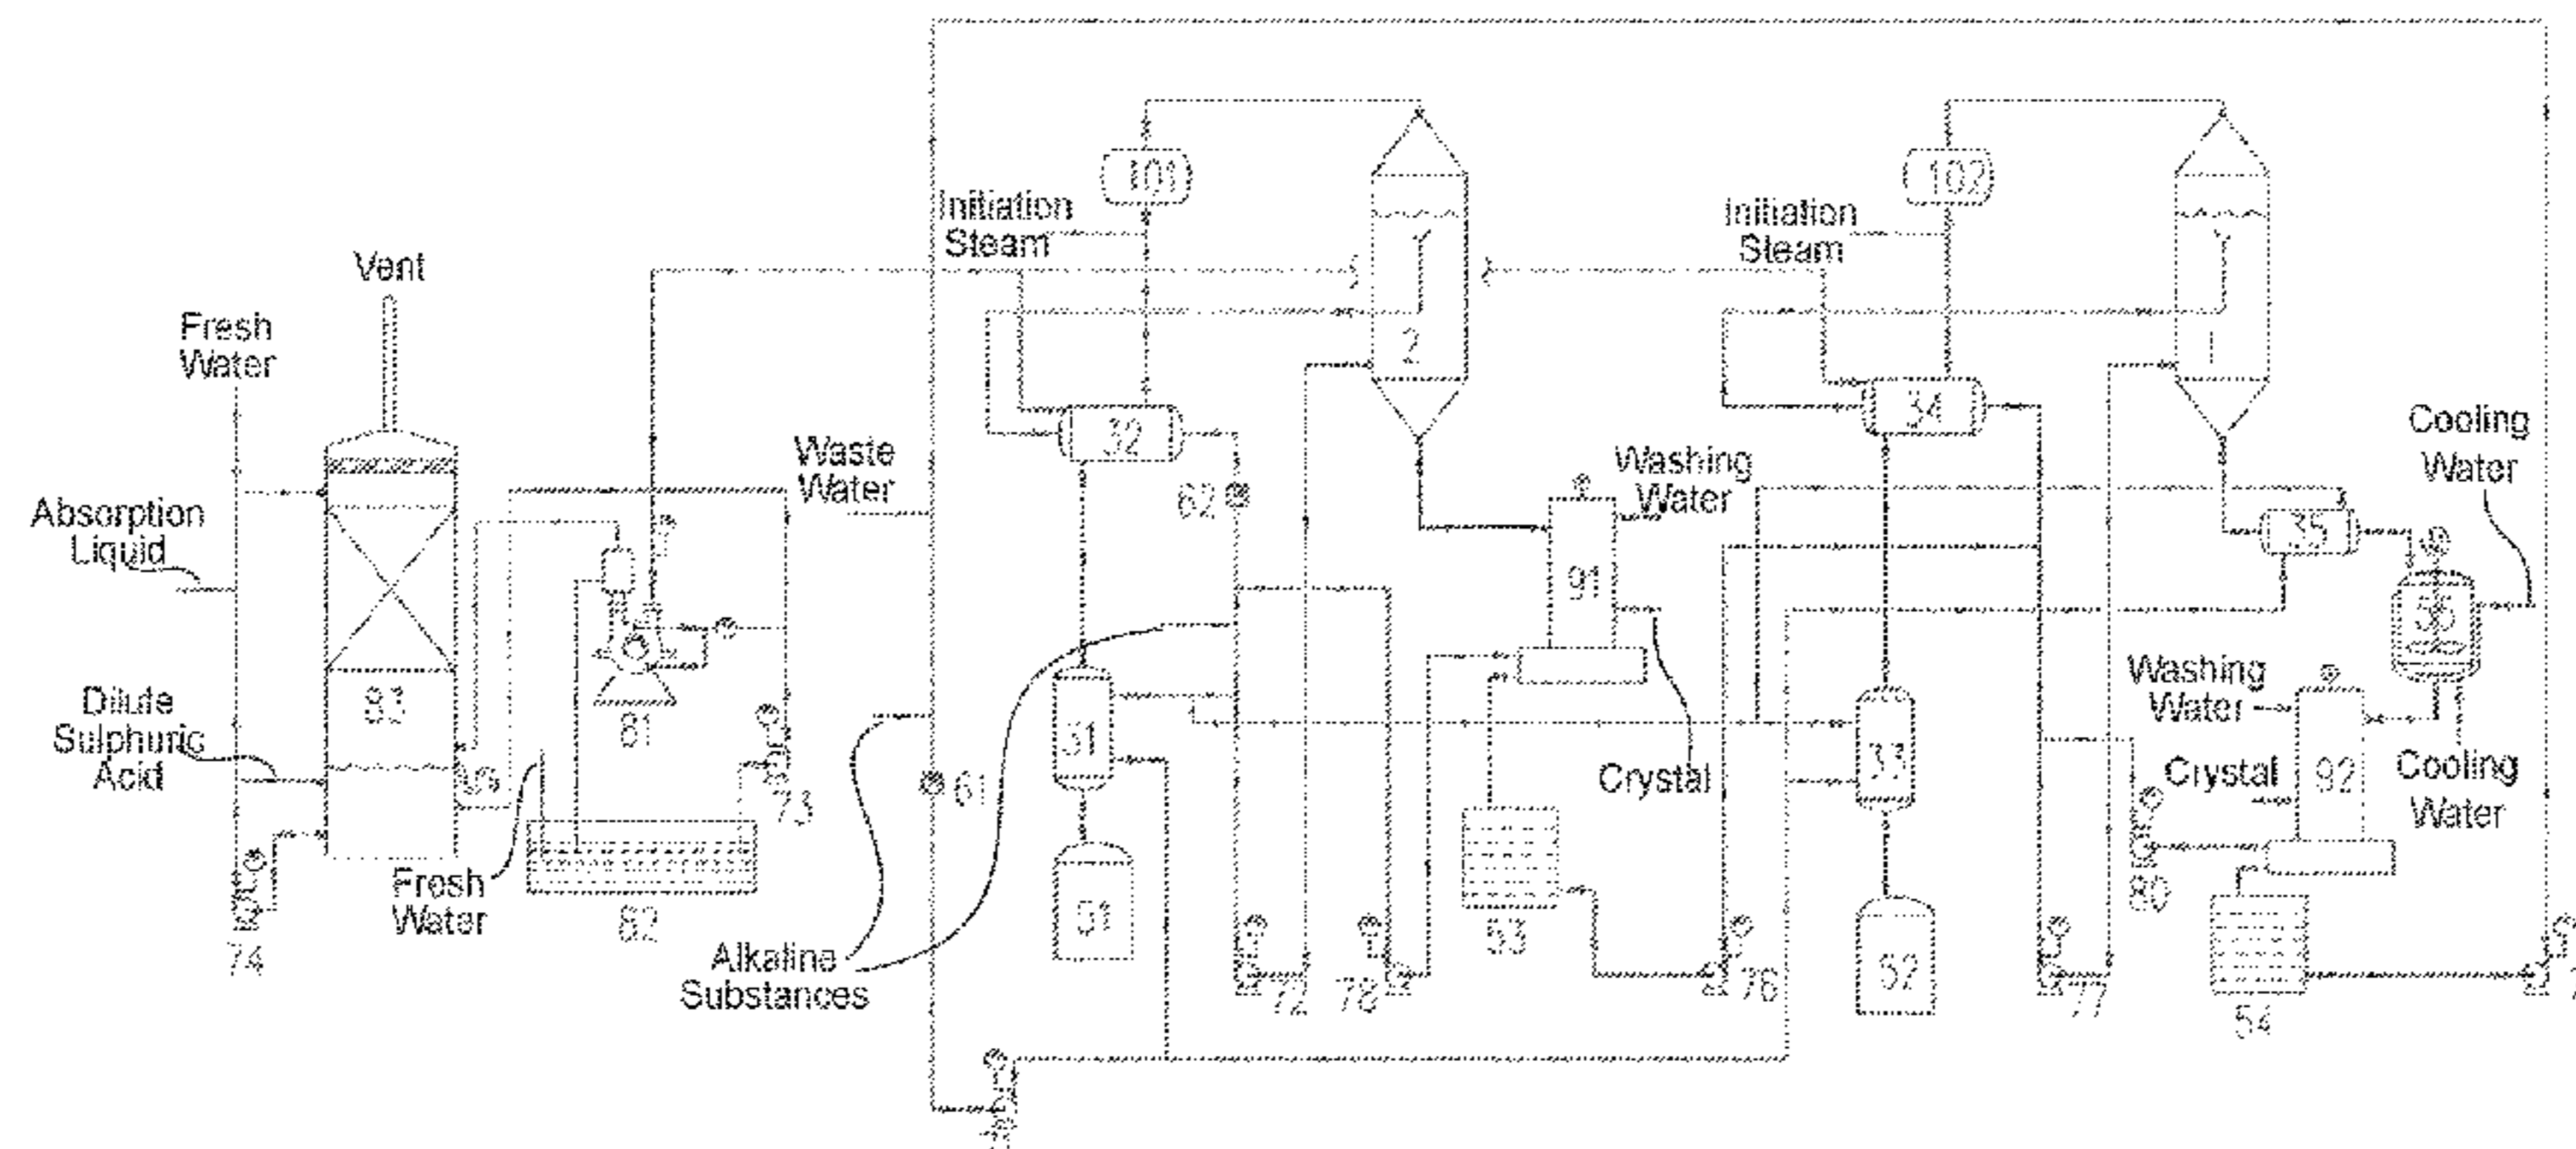 101
102
Initiation
Steam
Initiation
Steam
Vent
Fresh
Water
2
1
34
32
Cooling
Water
Waste
Water
Washing
Water
62
Absorption
Liquid
35
91
Dilute
Sulphuric
Acid
83
81
31
33
Washing
Water
Crystal
Crystal
92
Cooling
Water
61
73
Fresh
Water
82
51
53
80
74
Alkaline
Substances
72
78
76
52
77
54
71